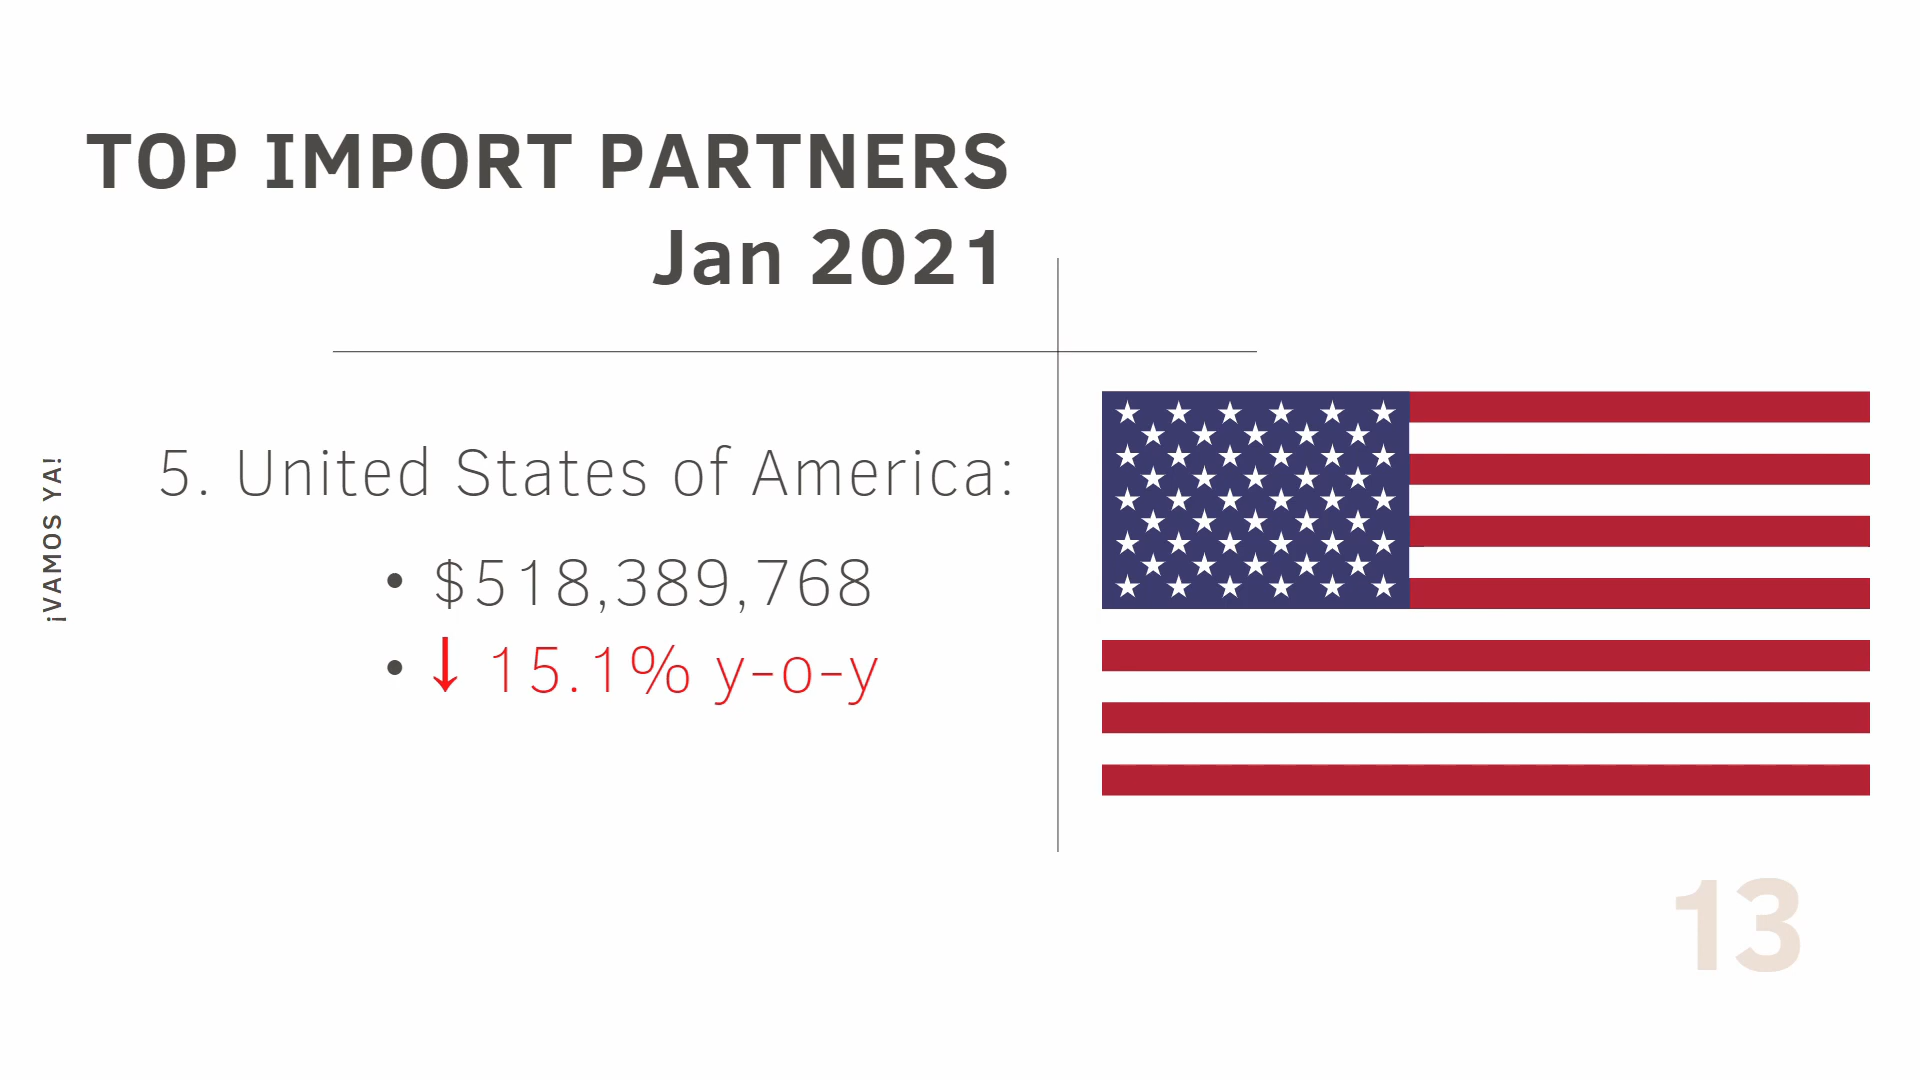 TOP IMPORT PARTNERS
Jan 2021
¡VAMOS YA!
5. United States of America:
• $518,389,768
• ↓ 15.1% y-o-y
13